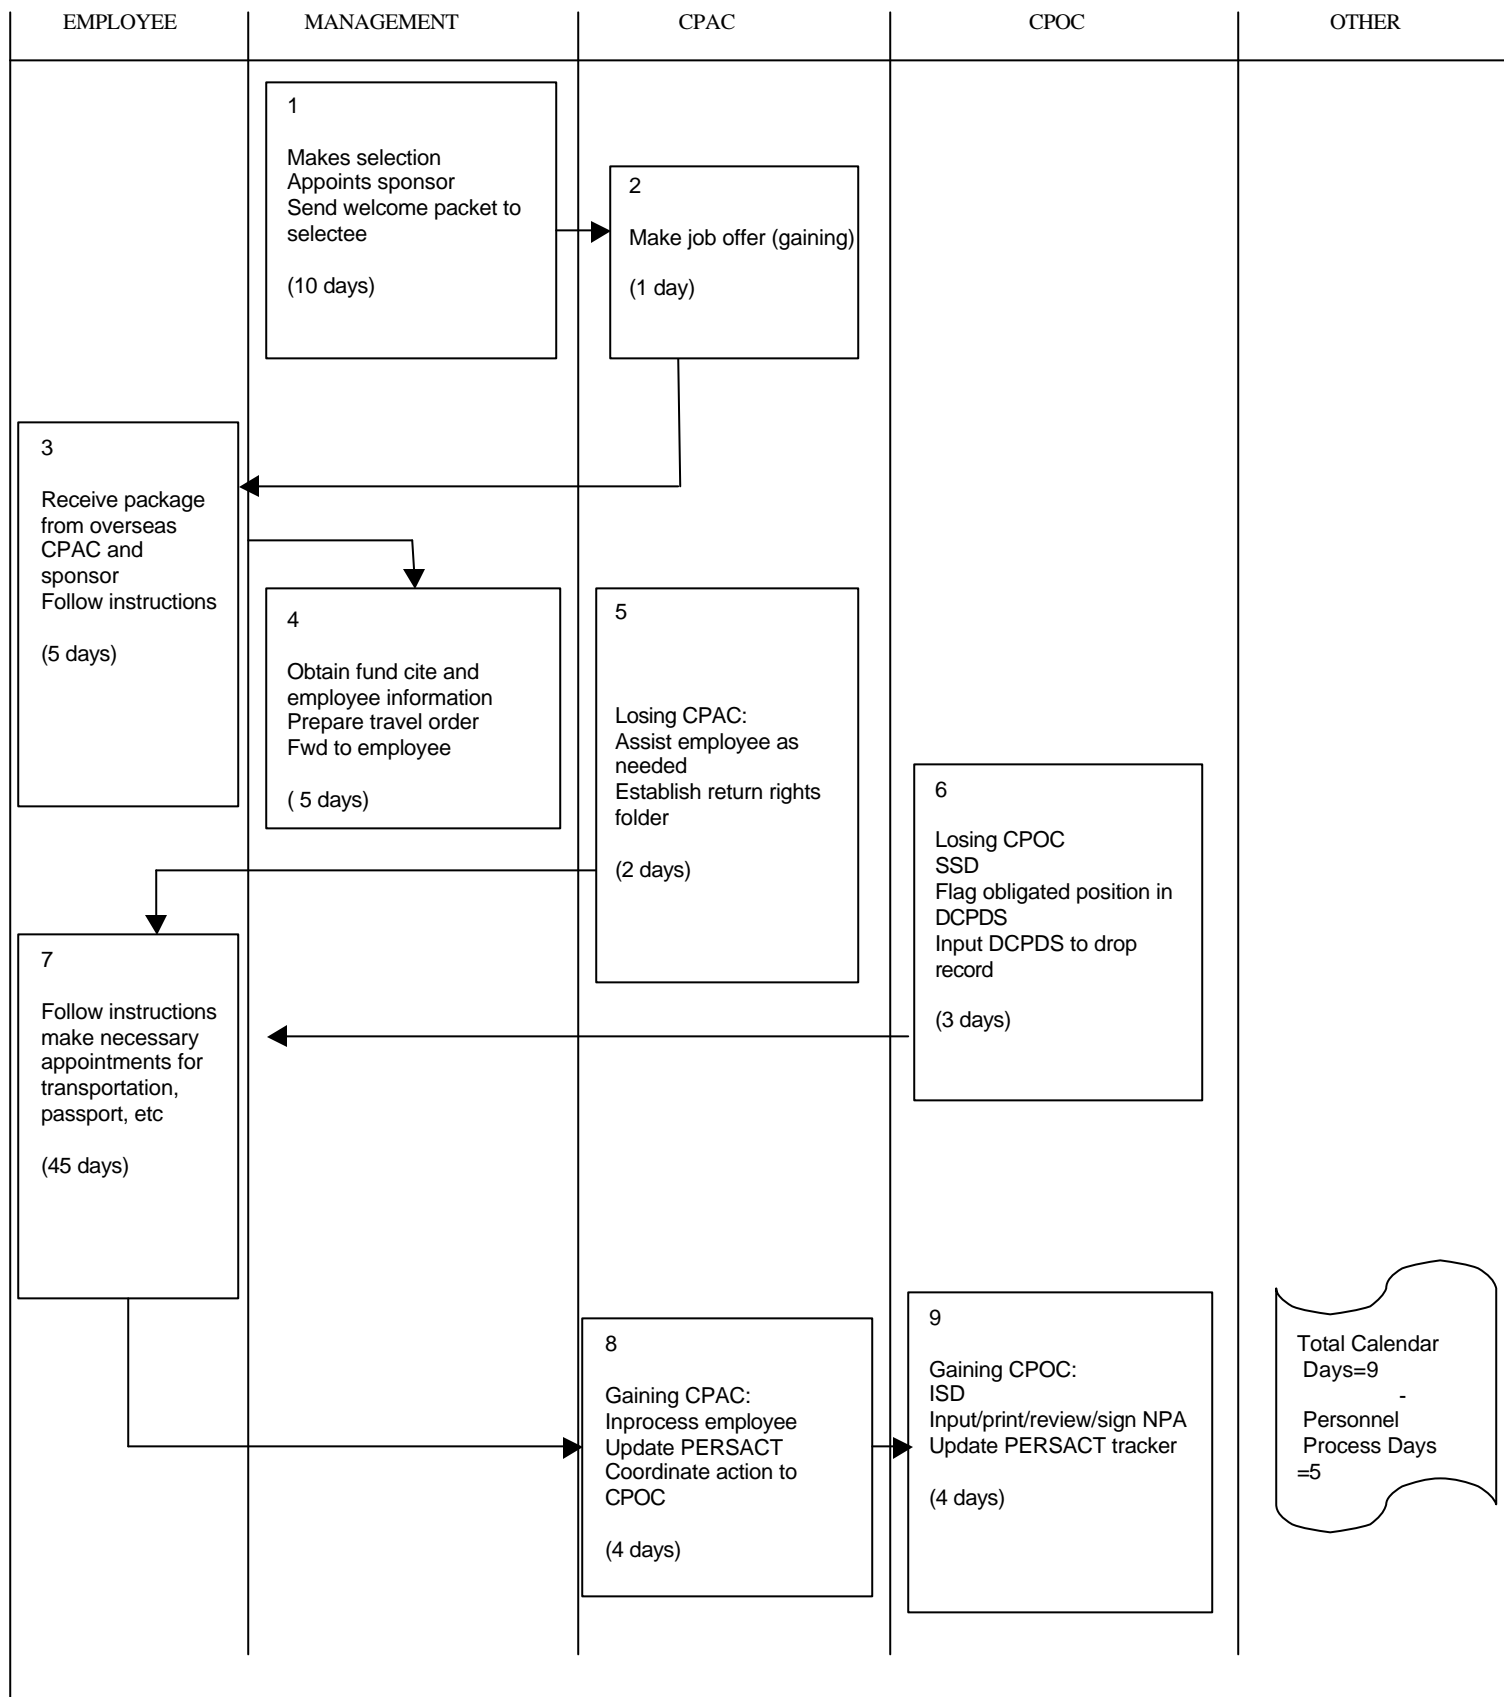 EMPLOYEE
MANAGEMENT
CPAC
CPOC
OTHER
1
Makes selection
Appoints sponsor
Send welcome packet to
selectee
(10 days)
2
Make job offer (gaining)
(1 day)
3
Receive package
from overseas
CPAC and
sponsor
Follow instructions
(5 days)
4
Obtain fund cite and
employee information
Prepare travel order
Fwd to employee
( 5 days)
5
Losing CPAC:
Assist employee as
needed
Establish return rights
folder
(2 days)
6
Losing CPOC
SSD
Flag obligated position in
DCPDS
Input DCPDS to drop
record
(3 days)
7
Follow instructions
make necessary
appointments for
transportation,
passport, etc
(45 days)
8
Gaining CPAC:
Inprocess employee
Update PERSACT
Coordinate action to
CPOC
(4 days)
9
Gaining CPOC:
ISD
Input/print/review/sign NPA
Update PERSACT tracker
(4 days)
Total Calendar
Days=9
-
Personnel
Process Days
=5